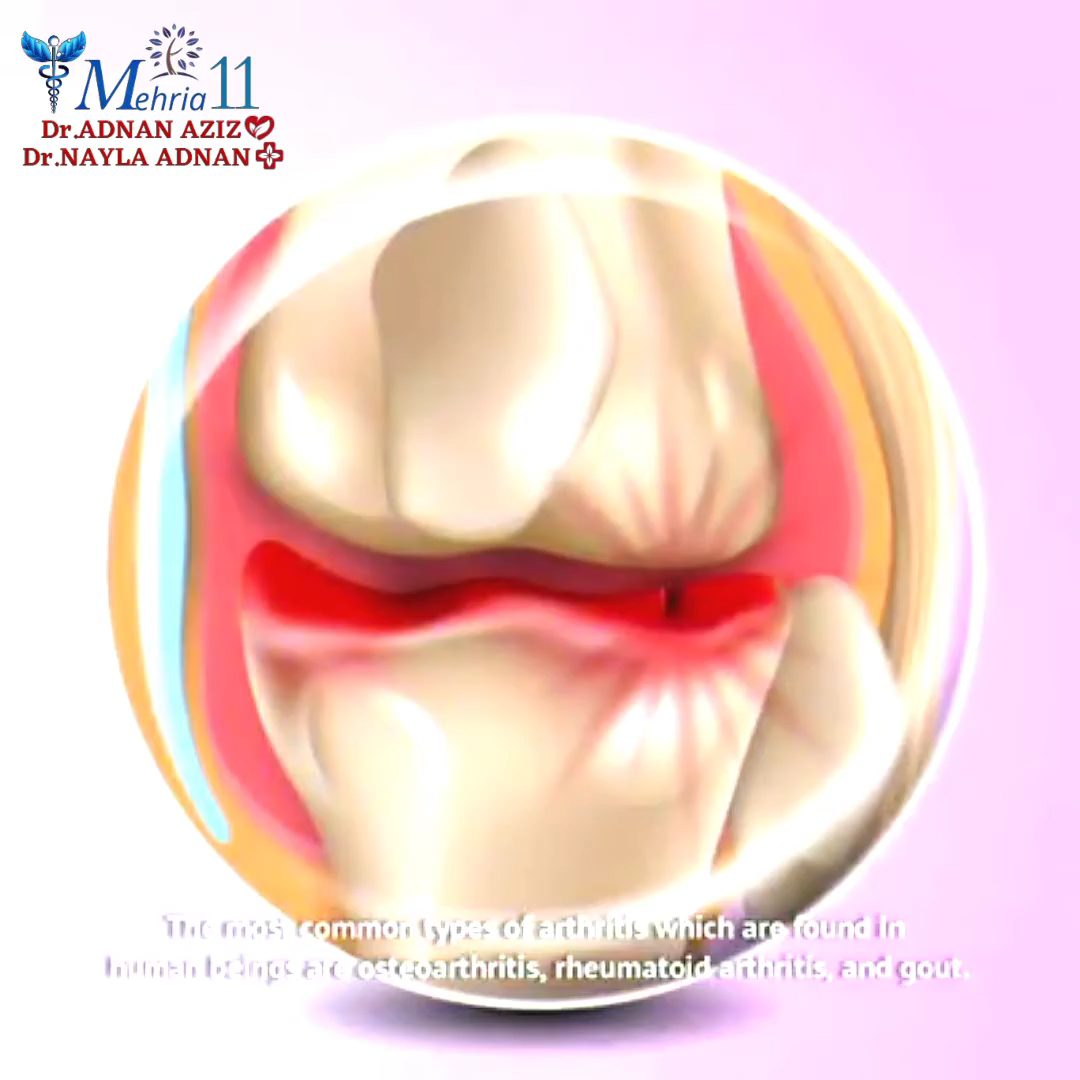 Mehria 11
Dr.ADNAN AZIZ
Dr.NAYLA ADNAN
The most common types of arthritis which are found in
human beings are osteoarthritis, rheumatoid arthritis, and gout.